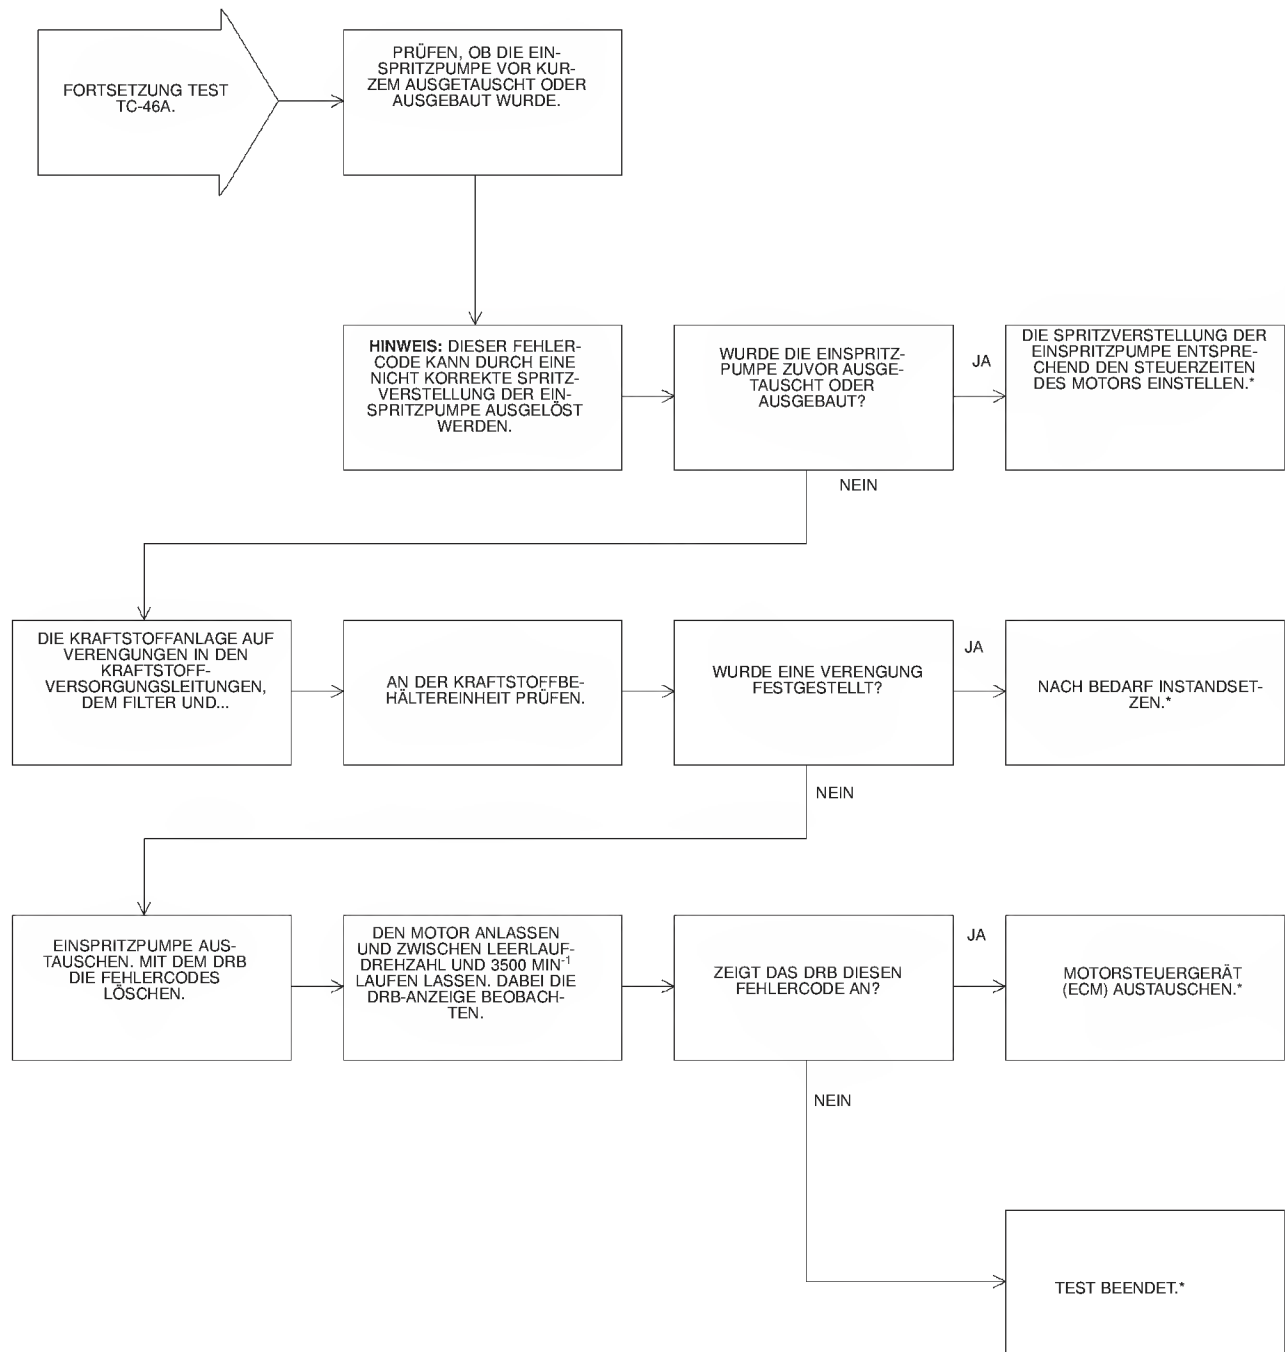 FORTSETZUNG TEST
TC-46A.
PRÜFEN, OB DIE EIN-
SPRITZPUMPE VOR KUR-
ZEM AUSGETAUSCHT ODER
AUSGEBAUT WURDE.
HINWEIS: DIESER FEHLER-
CODE KANN DURCH EINE
NICHT KORREKTE SPRITZ-
VERSTELLUNG DER EIN-
SPRITZPUMPE AUSGELÖST
WERDEN.
WURDE DIE EINSPRITZ-
PUMPE ZUVOR AUSGE-
TAUSCHT ODER
AUSGEBAUT?
JA
DIE SPRITZVERSTELLUNG DER
EINSPRITZPUMPE ENTSPRE-
CHEND DEN STEUERZEITEN
DES MOTORS EINSTELLEN.*
NEIN
DIE KRAFTSTOFFANLAGE AUF
VERENGUNGEN IN DEN
KRAFTSTOFF-
VERSORGUNGSLEITUNGEN,
DEM FILTER UND...
AN DER KRAFTSTOFFBE-
HÄLTEREINHEIT PRÜFEN.
WURDE EINE VERENGUNG
FESTGESTELLT?
JA
NACH BEDARF INSTANDSET-
ZEN.*
NEIN
EINSPRITZPUMPE AUS-
TAUSCHEN. MIT DEM DRB
DIE FEHLERCODES
LÖSCHEN.
DEN MOTOR ANLASSEN
UND ZWISCHEN LEERLAUF-
DREHZAHL UND 3500 MIN⁻¹
LAUFEN LASSEN. DABEI DIE
DRB-ANZEIGE BEOBACH-
TEN.
ZEIGT DAS DRB DIESEN
FEHLERCODE AN?
JA
MOTORSTEUERGERÄT
(ECM) AUSTAUSCHEN.*
NEIN
TEST BEENDET.*